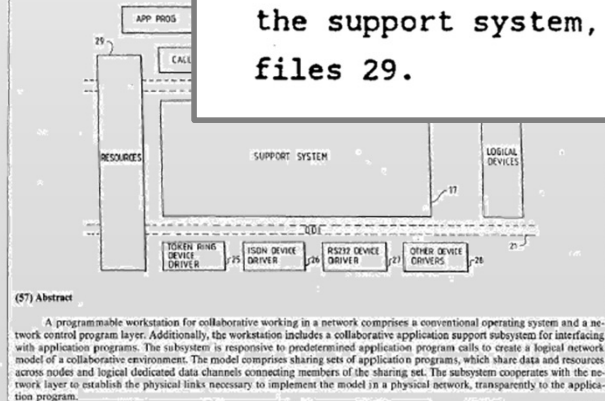 the support system,
files 29.
APP PROG
29
CALL
RESOURCES
SUPPORT SYSTEM
LOGICAL
DEVICES
17
21
TOKEN RING
DEVICE
DRIVER
25
ISDN DEVICE
DRIVER
26
RS232 DEVICE
DRIVER
27
OTHER DEVICE
DRIVERS
28
(57) Abstract
A programmable workstation for collaborative working in a network comprises a conventional operating system and a ne-
twork control program layer. Additionally, the workstation includes a collaborative application support subsystem for interfacing
with application programs. The subsystem is responsive to predetermined application program calls to create a logical network
model of a collaborative environment. The model comprises sharing sets of application programs, which share data and resources
across nodes and logical dedicated data channels connecting members of the sharing set. The subsystem cooperates with the ne-
twork layer to establish the physical links necessary to implement the model in a physical network, transparently to the applica-
tion program.